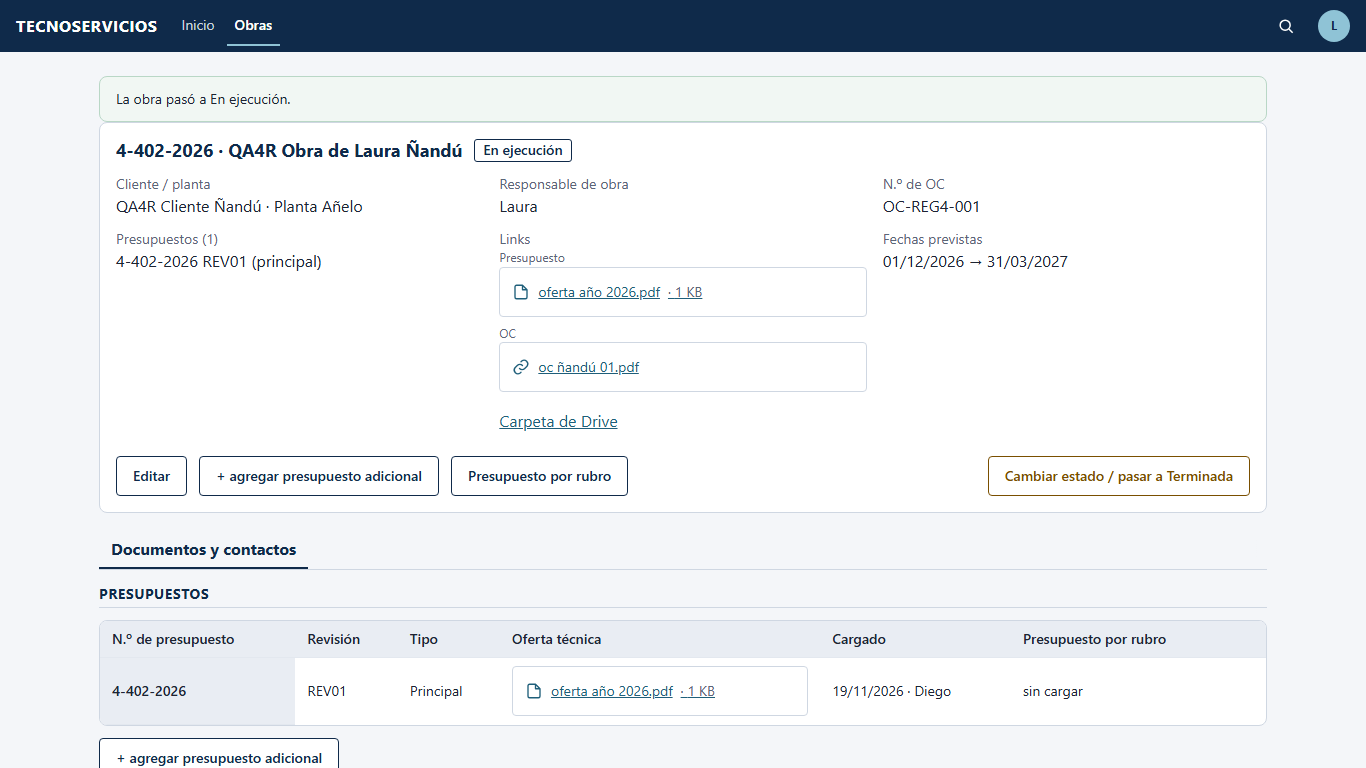 TECNOSERVICIOS Inicio Obras L
La obra pasó a En ejecución.
4-402-2026 · QA4R Obra de Laura Ñandú En ejecución
Cliente / planta
QA4R Cliente Ñandú · Planta Añelo
Responsable de obra
Laura
N.º de OC
OC-REG4-001
Presupuestos (1)
4-402-2026 REV01 (principal)
Links
Presupuesto
oferta año 2026.pdf · 1 KB
OC
oc ñandú 01.pdf
Carpeta de Drive
Fechas previstas
01/12/2026 → 31/03/2027
Editar + agregar presupuesto adicional Presupuesto por rubro Cambiar estado / pasar a Terminada
Documentos y contactos
PRESUPUESTOS
N.º de presupuesto Revisión Tipo Oferta técnica Cargado Presupuesto por rubro
4-402-2026 REV01 Principal oferta año 2026.pdf · 1 KB 19/11/2026 · Diego sin cargar
+ agregar presupuesto adicional